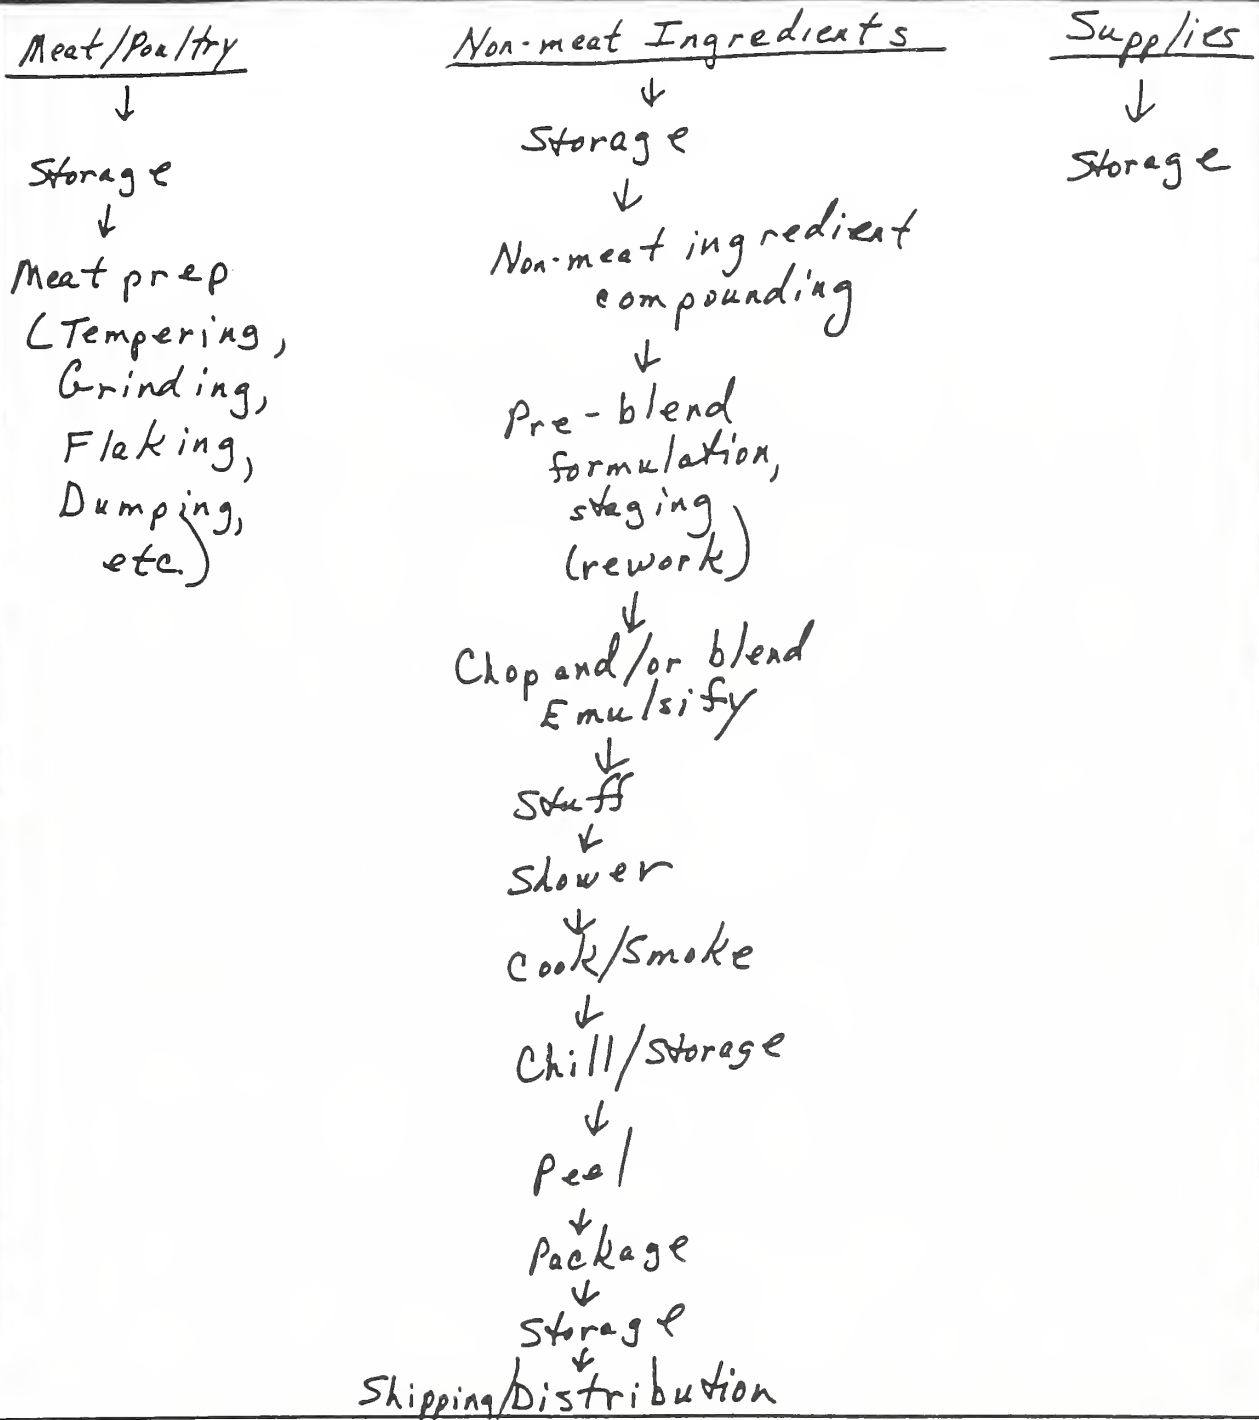 Meat/Poultry
↓
Storage
↓
Meat prep
(Tempering,
Grinding,
Flaking,
Dumping,
etc.)
Non-meat Ingredients
↓
Storage
↓
Non-meat ingredient
compounding
↓
Pre-blend
formulation,
staging
(rework)
↓
Chop and/or blend
Emulsify
↓
Stuff
↓
Shower
↓
Cook/Smoke
↓
Chill/Storage
↓
Peel
↓
Package
↓
Storage
↓
Shipping/Distribution
Supplies
↓
Storage